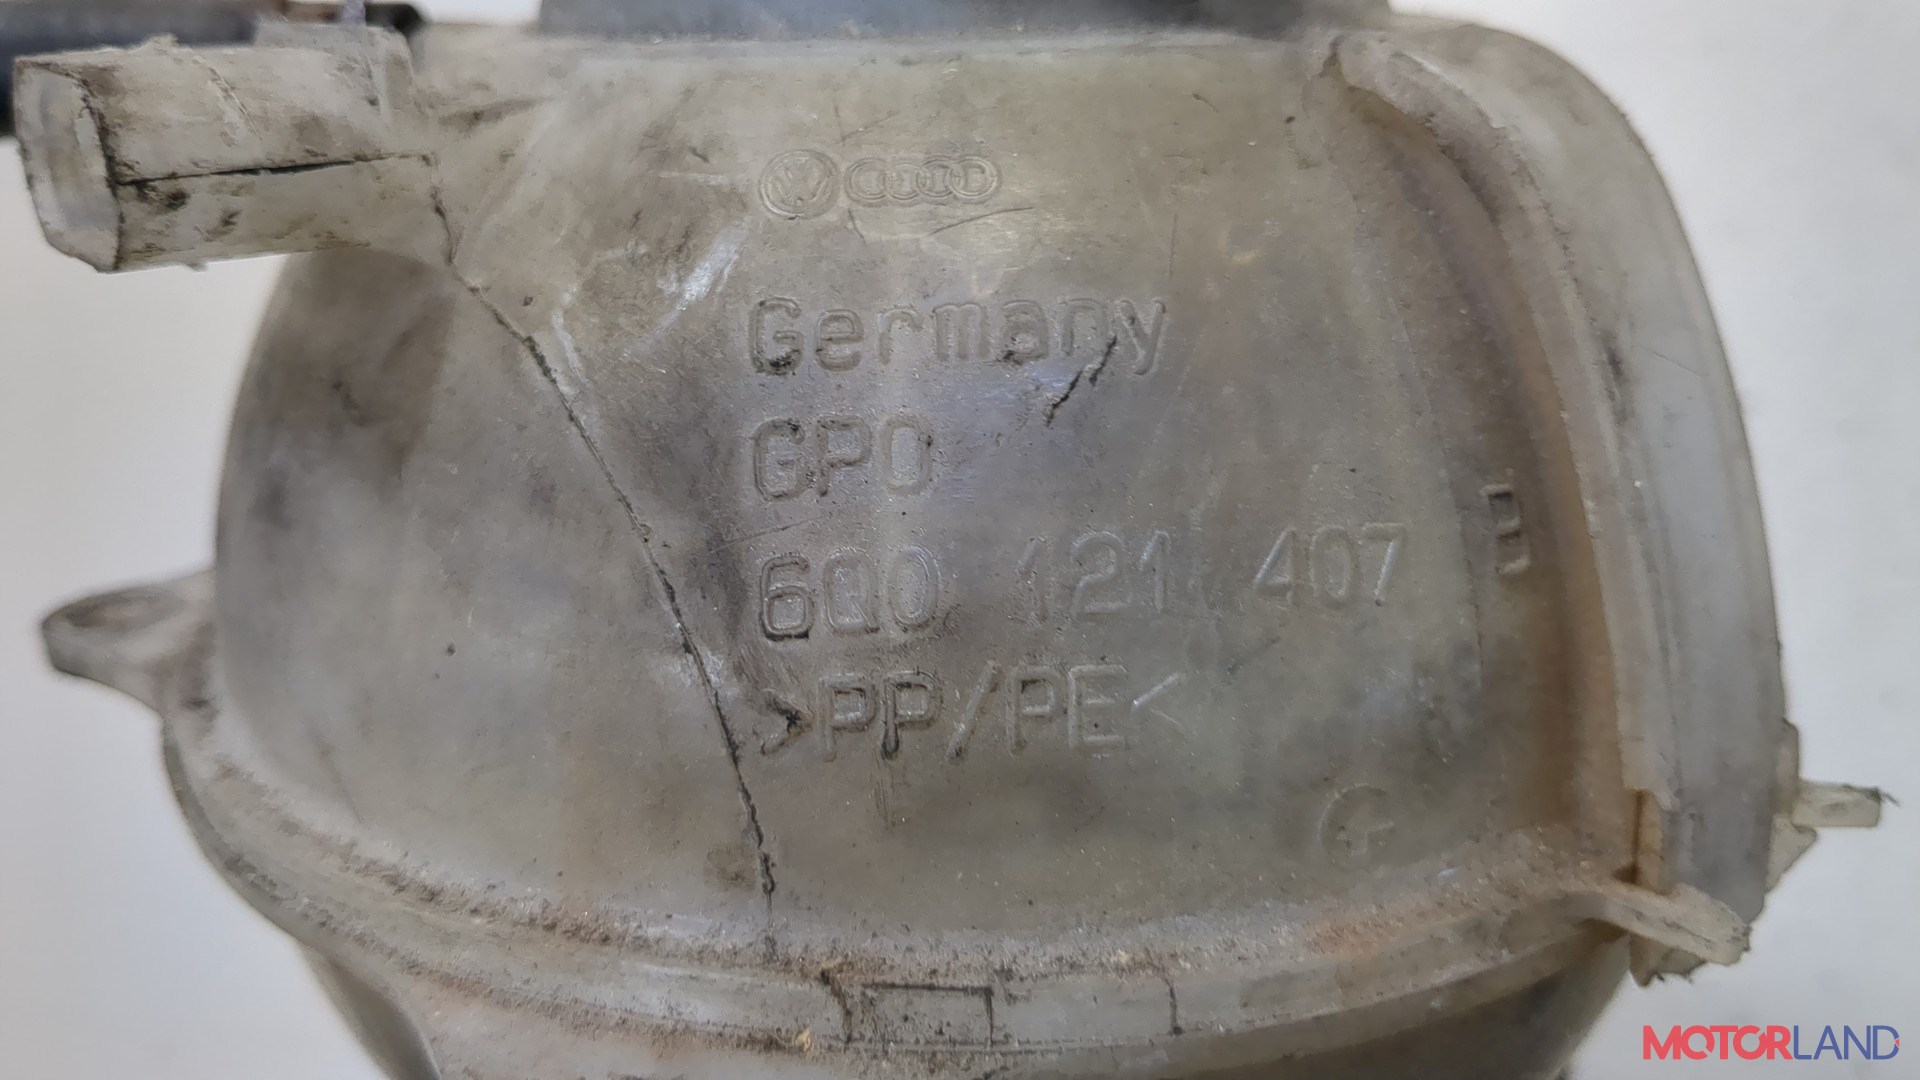 Germany
GPO
6Q0 121 407 B
>PP/PE<
G
MOTORLAND